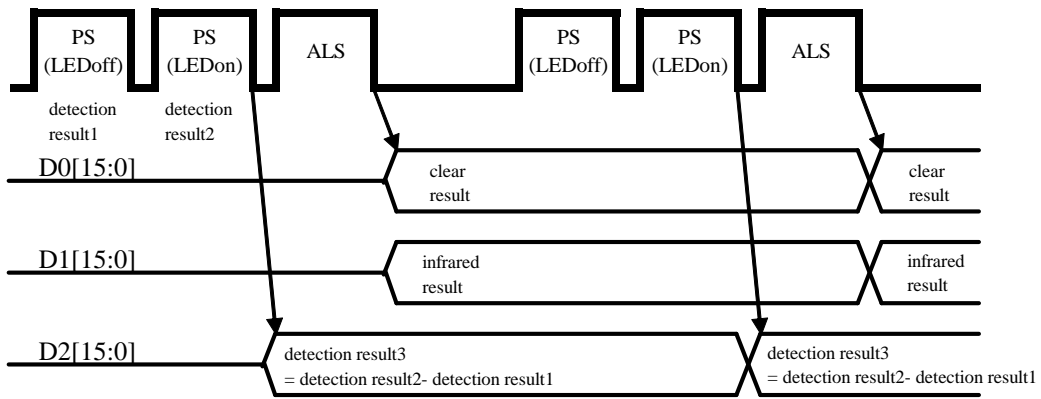 PS
(LEDoff)
PS
(LEDon)
ALS
PS
(LEDoff)
PS
(LEDon)
ALS
detection
result1
detection
result2
D0[15:0]
clear
result
clear
result
D1[15:0]
infrared
result
infrared
result
D2[15:0]
detection result3
= detection result2- detection result1
detection result3
= detection result2- detection result1